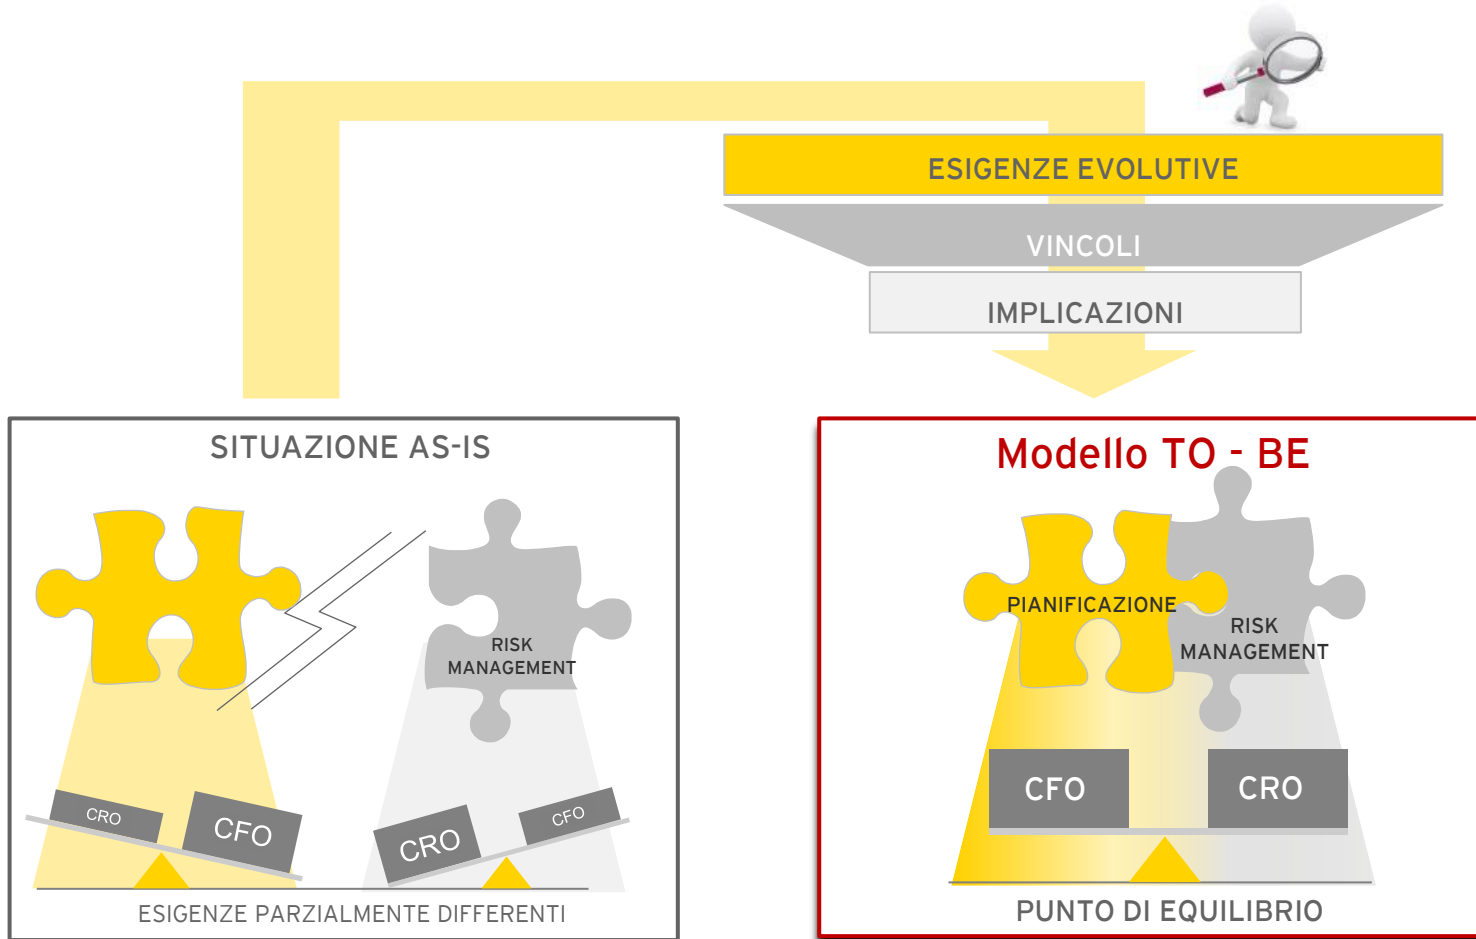 ESIGENZE EVOLUTIVE
VINCOLI
IMPLICAZIONI
SITUAZIONE AS-IS
RISK
MANAGEMENT
CRO
CFO
CRO
CFO
ESIGENZE PARZIALMENTE DIFFERENTI
Modello TO - BE
PIANIFICAZIONE
RISK
MANAGEMENT
CFO
CRO
PUNTO DI EQUILIBRIO